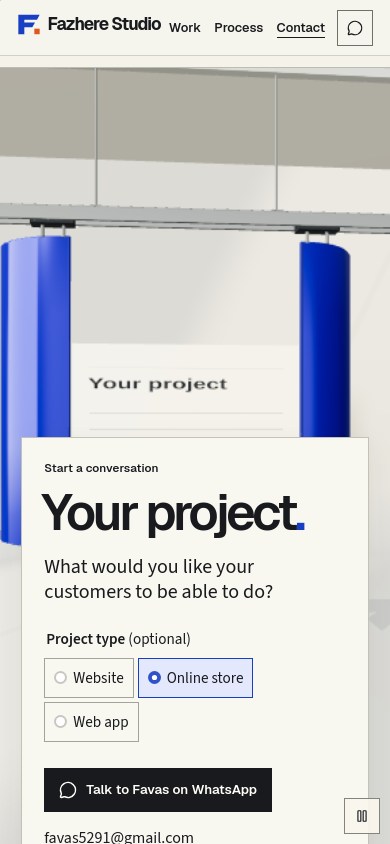 Fazhere Studio
Work Process Contact
Your project
Start a conversation
Your project.
What would you like your
customers to be able to do?
Project type (optional)
Website
Online store
Web app
Talk to Favas on WhatsApp
favas5291@gmail.com